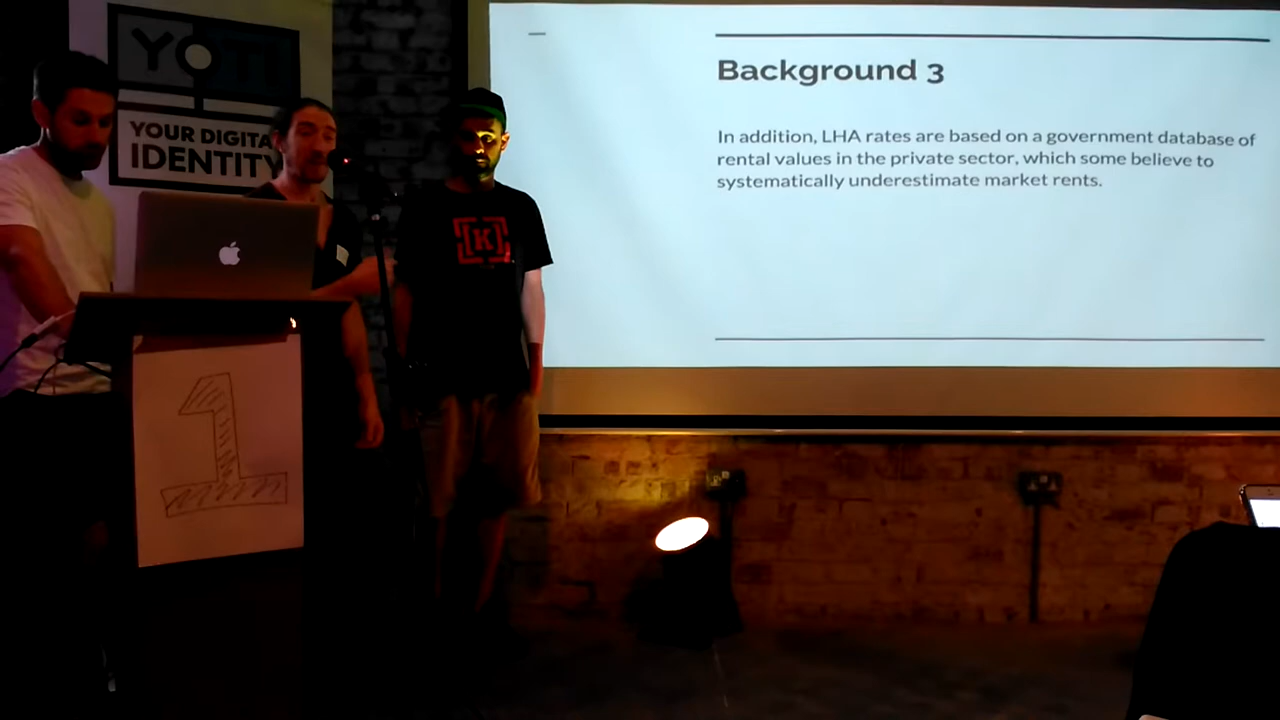 YOTI
YOUR DIGITA
IDENTITY
[K]
1
Background 3
In addition, LHA rates are based on a government database of
rental values in the private sector, which some believe to
systematically underestimate market rents.